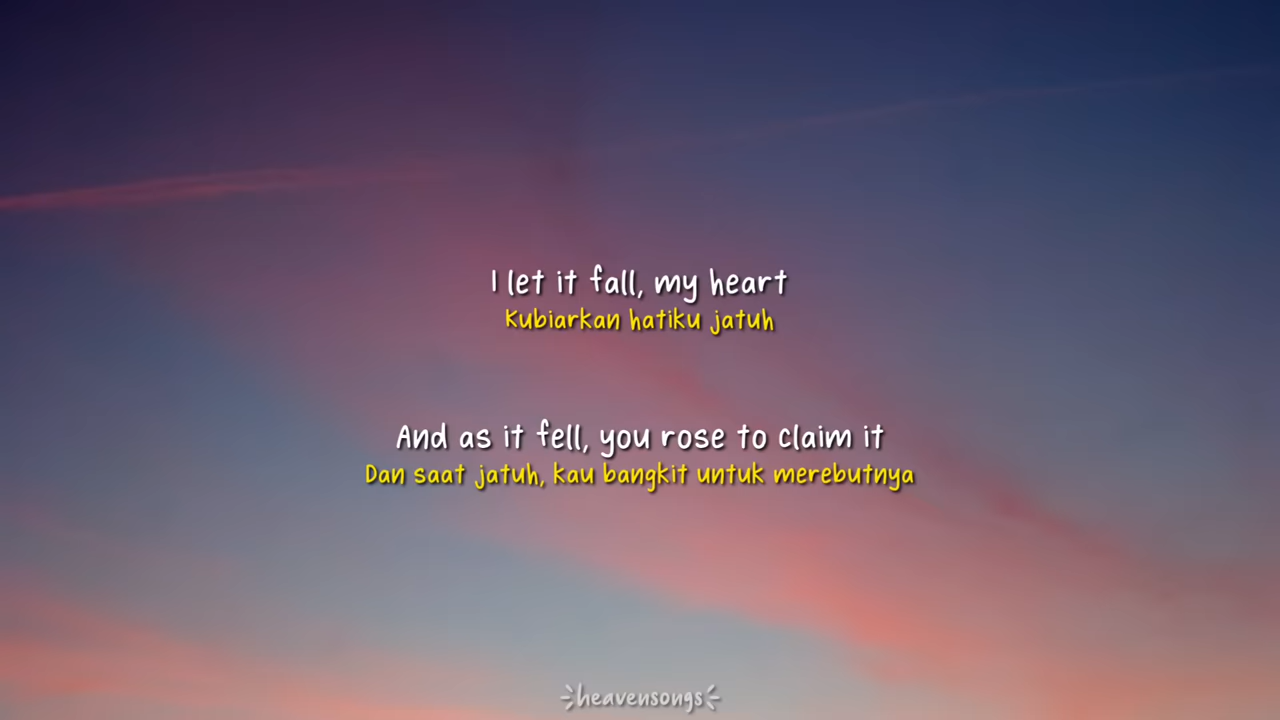 I let it fall, my heart
Kubiarkan hatiku jatuh
And as it fell, you rose to claim it
Dan saat jatuh, kau bangkit untuk merebutnya
heavensongs